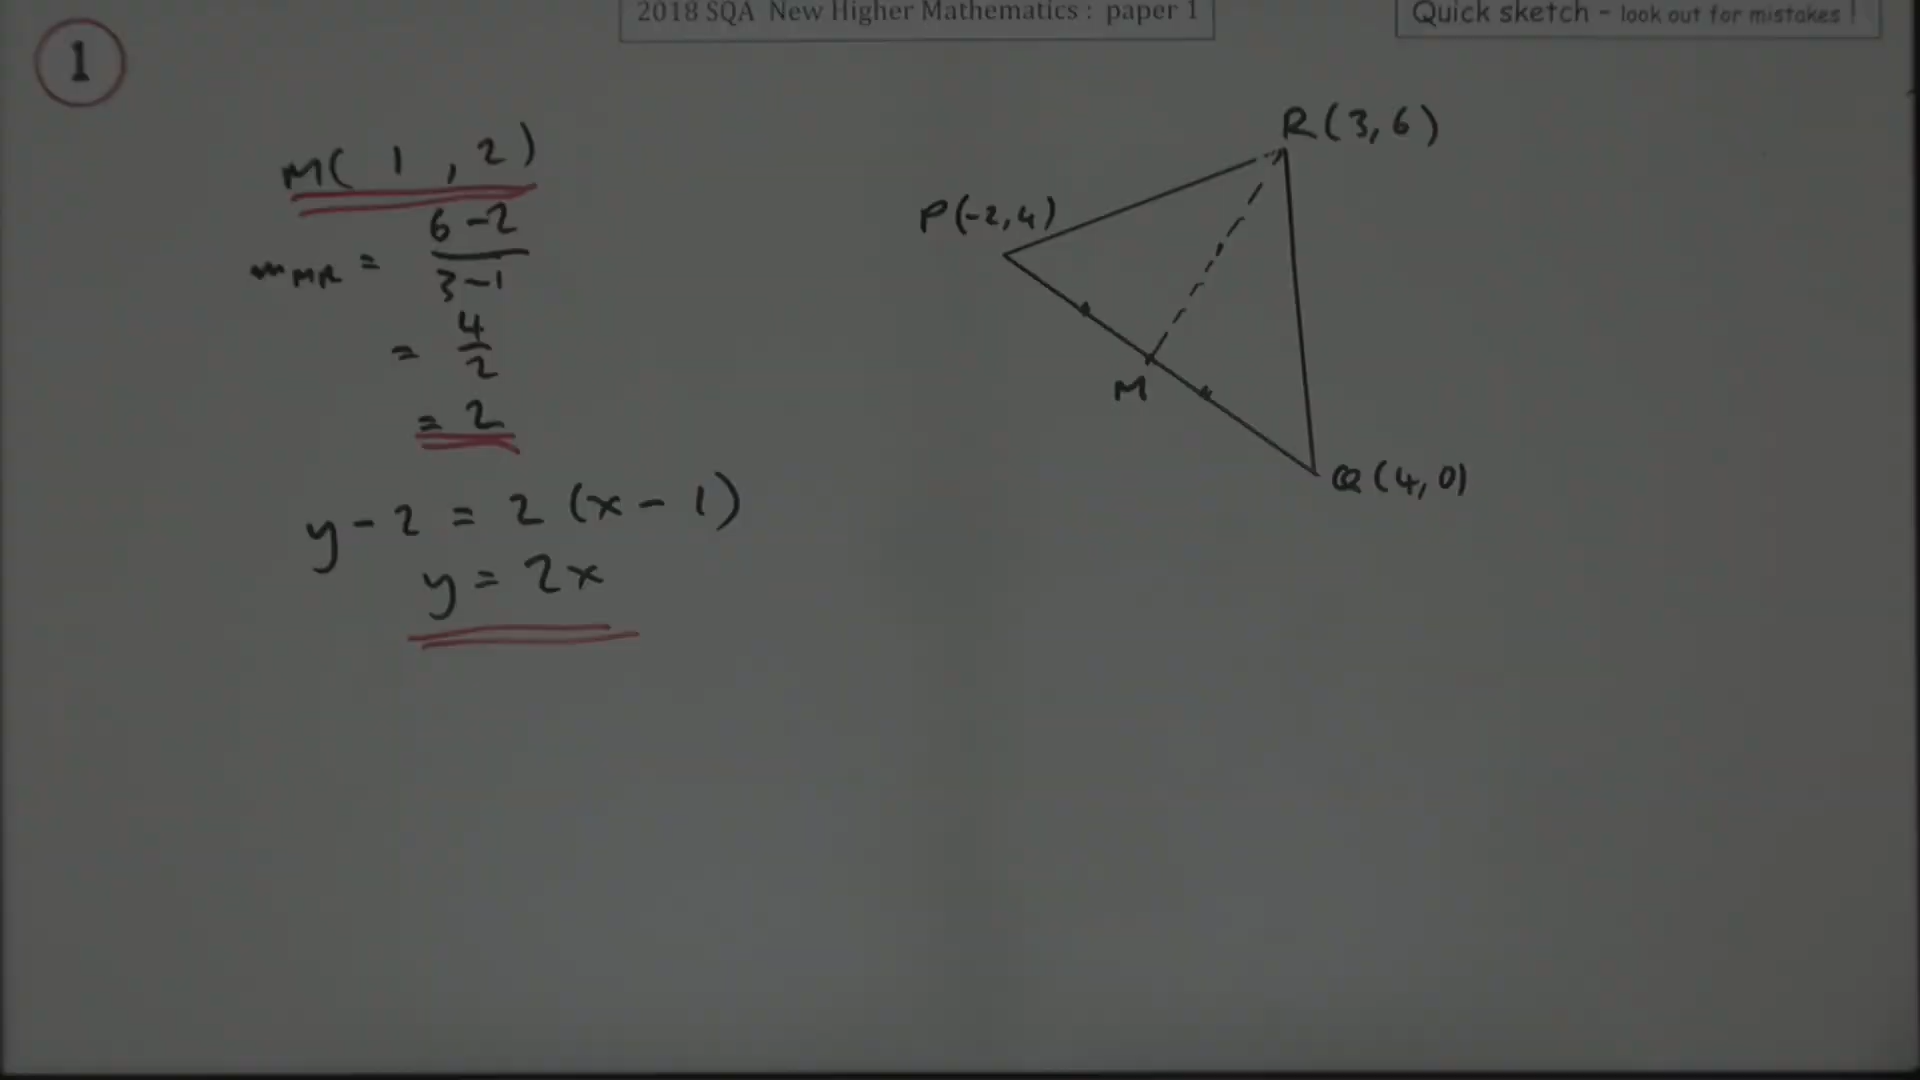 2018 SQA New Higher Mathematics : paper 1
Quick sketch - look out for mistakes !
1
M( 1 , 2)
m_MR = (6-2)/(3-1)
= 4/2
= 2
y - 2 = 2 (x - 1)
y = 2x
R(3,6)
P(-2,4)
M
Q(4,0)